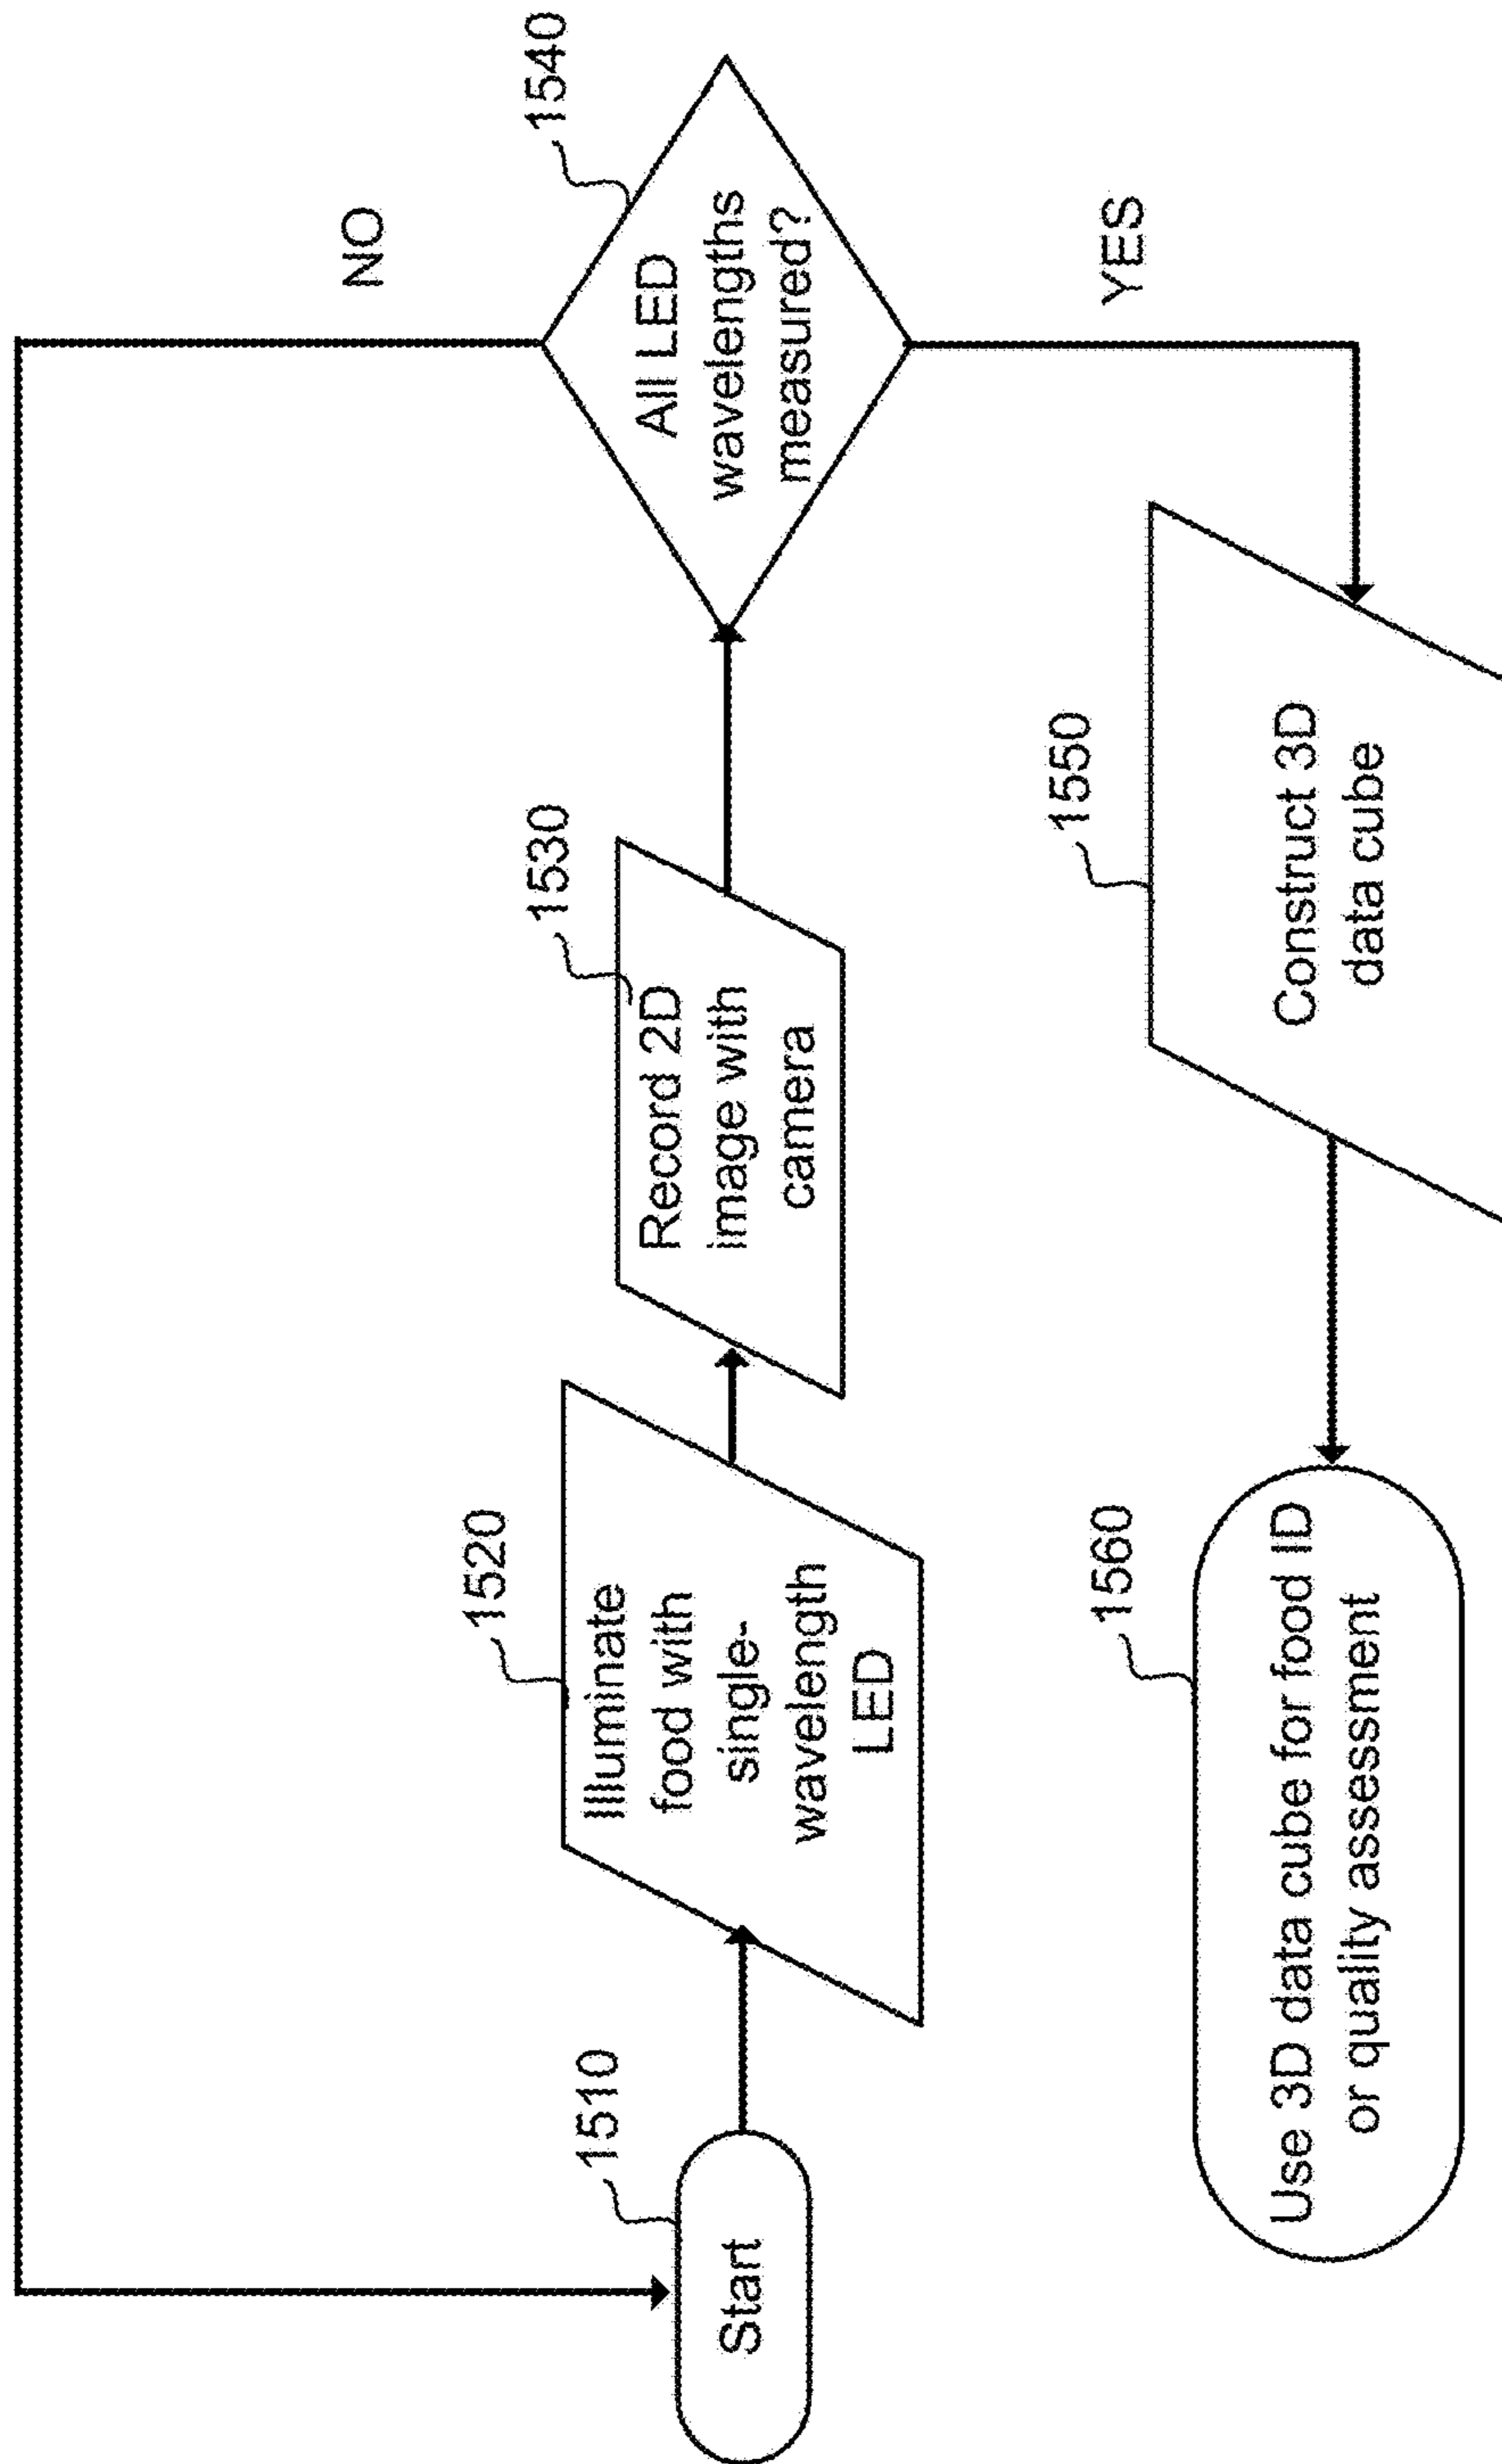 NO
1510
Start
1520
Illuminate
food with
single-
wavelength
LED
1530
Record 2D
image with
camera
1540
All LED
wavelengths
measured?
YES
1550
Construct 3D
data cube
1560
Use 3D data cube for food ID
or quality assessment